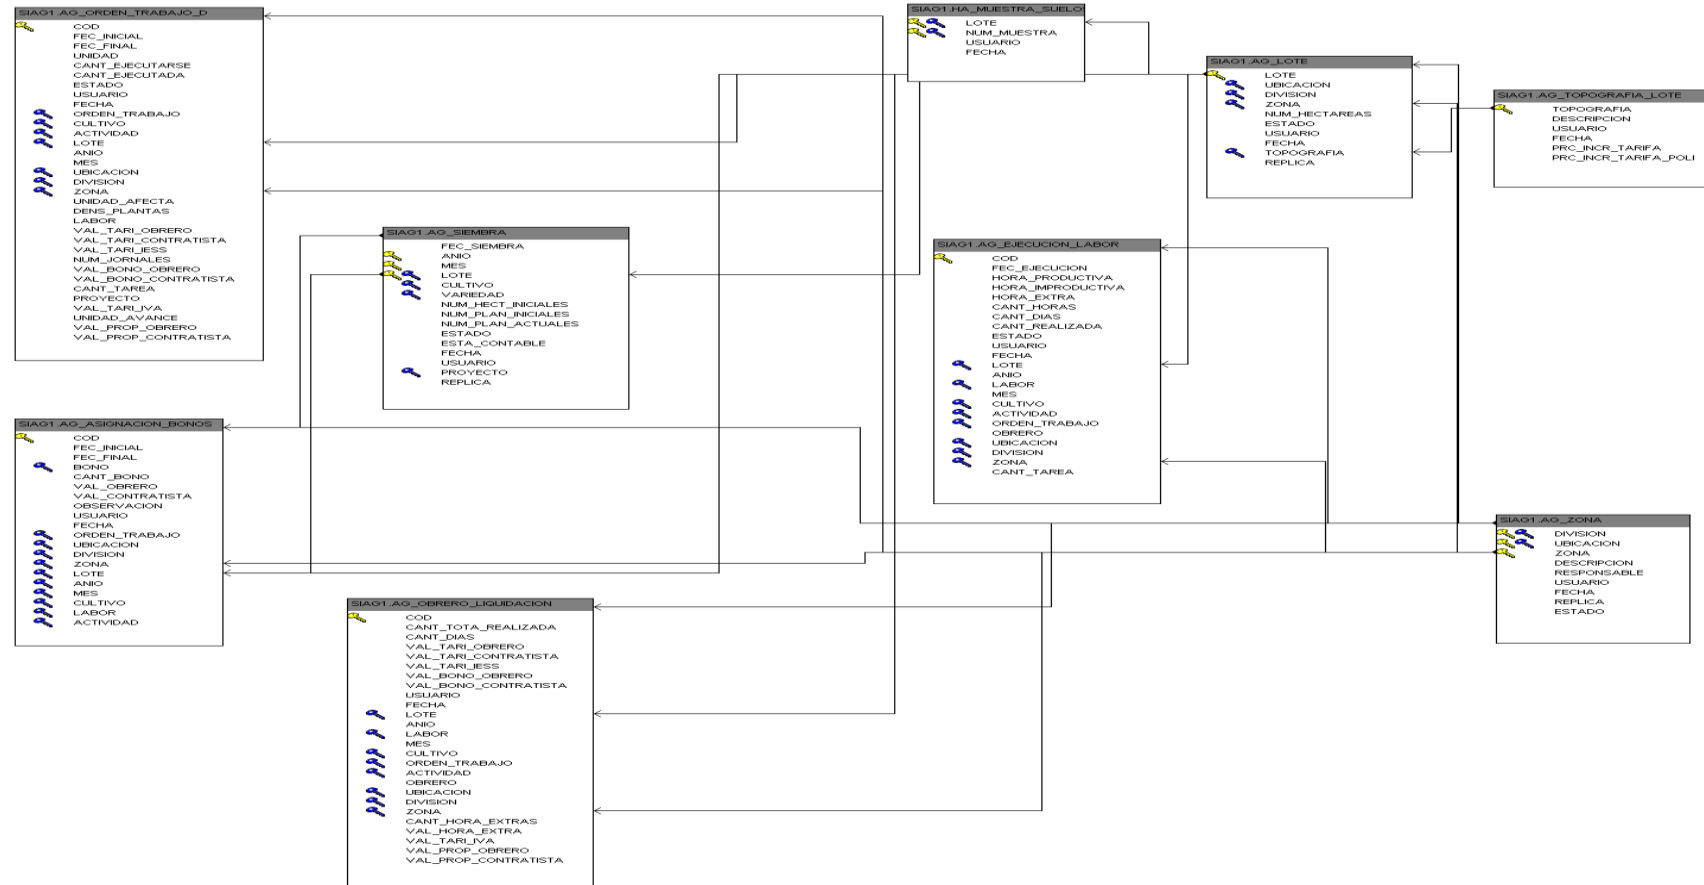 SIAG1.AG_ORDEN_TRABAJO_D
COD
FEC_INICIAL
FEC_FINAL
UNIDAD
CANT_EJECUTARSE
CANT_EJECUTADA
ESTADO
USUARIO
FECHA
ORDEN_TRABAJO
CULTIVO
ACTIVIDAD
LOTE
ANIO
MES
UBICACION
DIVISION
ZONA
UNIDAD_AFECTA
DENS_PLANTAS
LABOR
VAL_TARI_OBRERO
VAL_TARI_CONTRATISTA
VAL_TARI_IESS
NUM_JORNALES
VAL_BONO_OBRERO
VAL_BONO_CONTRATISTA
CANT_TAREA
PROYECTO
VAL_TARI_IVA
UNIDAD_AVANCE
VAL_PROP_OBRERO
VAL_PROP_CONTRATISTA
SIAG1.HA_MUESTRA_SUELO
LOTE
NUM_MUESTRA
USUARIO
FECHA
SIAG1.AG_LOTE
LOTE
UBICACION
DIVISION
ZONA
NUM_HECTAREAS
ESTADO
USUARIO
FECHA
TOPOGRAFIA
REPLICA
SIAG1.AG_TOPOGRAFIA_LOTE
TOPOGRAFIA
DESCRIPCION
USUARIO
FECHA
PRC_INCR_TARIFA
PRC_INCR_TARIFA_POLI
SIAG1.AG_SIEMBRA
FEC_SIEMBRA
ANIO
MES
LOTE
CULTIVO
VARIEDAD
NUM_HECT_INICIALES
NUM_PLAN_INICIALES
NUM_PLAN_ACTUALES
ESTADO
ESTA_CONTABLE
FECHA
USUARIO
PROYECTO
REPLICA
SIAG1.AG_EJECUCION_LABOR
COD
FEC_EJECUCION
HORA_PRODUCTIVA
HORA_IMPRODUCTIVA
HORA_EXTRA
CANT_HORAS
CANT_DIAS
CANT_REALIZADA
ESTADO
USUARIO
FECHA
LOTE
ANIO
LABOR
MES
CULTIVO
ACTIVIDAD
ORDEN_TRABAJO
OBRERO
UBICACION
DIVISION
ZONA
CANT_TAREA
SIAG1.AG_ASIGNACION_BONOS
COD
FEC_INICIAL
FEC_FINAL
BONO
CANT_BONO
VAL_OBRERO
VAL_CONTRATISTA
OBSERVACION
USUARIO
FECHA
ORDEN_TRABAJO
UBICACION
DIVISION
ZONA
LOTE
ANIO
MES
CULTIVO
LABOR
ACTIVIDAD
SIAG1.AG_ZONA
DIVISION
UBICACION
ZONA
DESCRIPCION
RESPONSABLE
USUARIO
FECHA
REPLICA
ESTADO
SIAG1.AG_OBRERO_LIQUIDACION
COD
CANT_TOTA_REALIZADA
CANT_DIAS
VAL_TARI_OBRERO
VAL_TARI_CONTRATISTA
VAL_TARI_IESS
VAL_BONO_OBRERO
VAL_BONO_CONTRATISTA
USUARIO
FECHA
LOTE
ANIO
LABOR
MES
CULTIVO
ORDEN_TRABAJO
ACTIVIDAD
OBRERO
UBICACION
DIVISION
ZONA
CANT_HORA_EXTRAS
VAL_HORA_EXTRA
VAL_TARI_IVA
VAL_PROP_OBRERO
VAL_PROP_CONTRATISTA